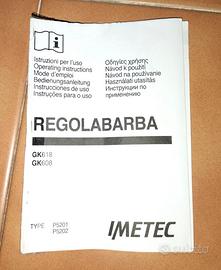 Istruzioni per l'uso
Operating instructions
Mode d'emploi
Bedienungsanleitung
Instrucciones de uso
Instruções para o uso
Οδηγίες χρήσης
Návod k použití
Návod na používanie
Használati utasítás
Инструкции по
применению
REGOLABARBA
GK618
GK608
TYPE P5201
P5202
IMETEC
subito